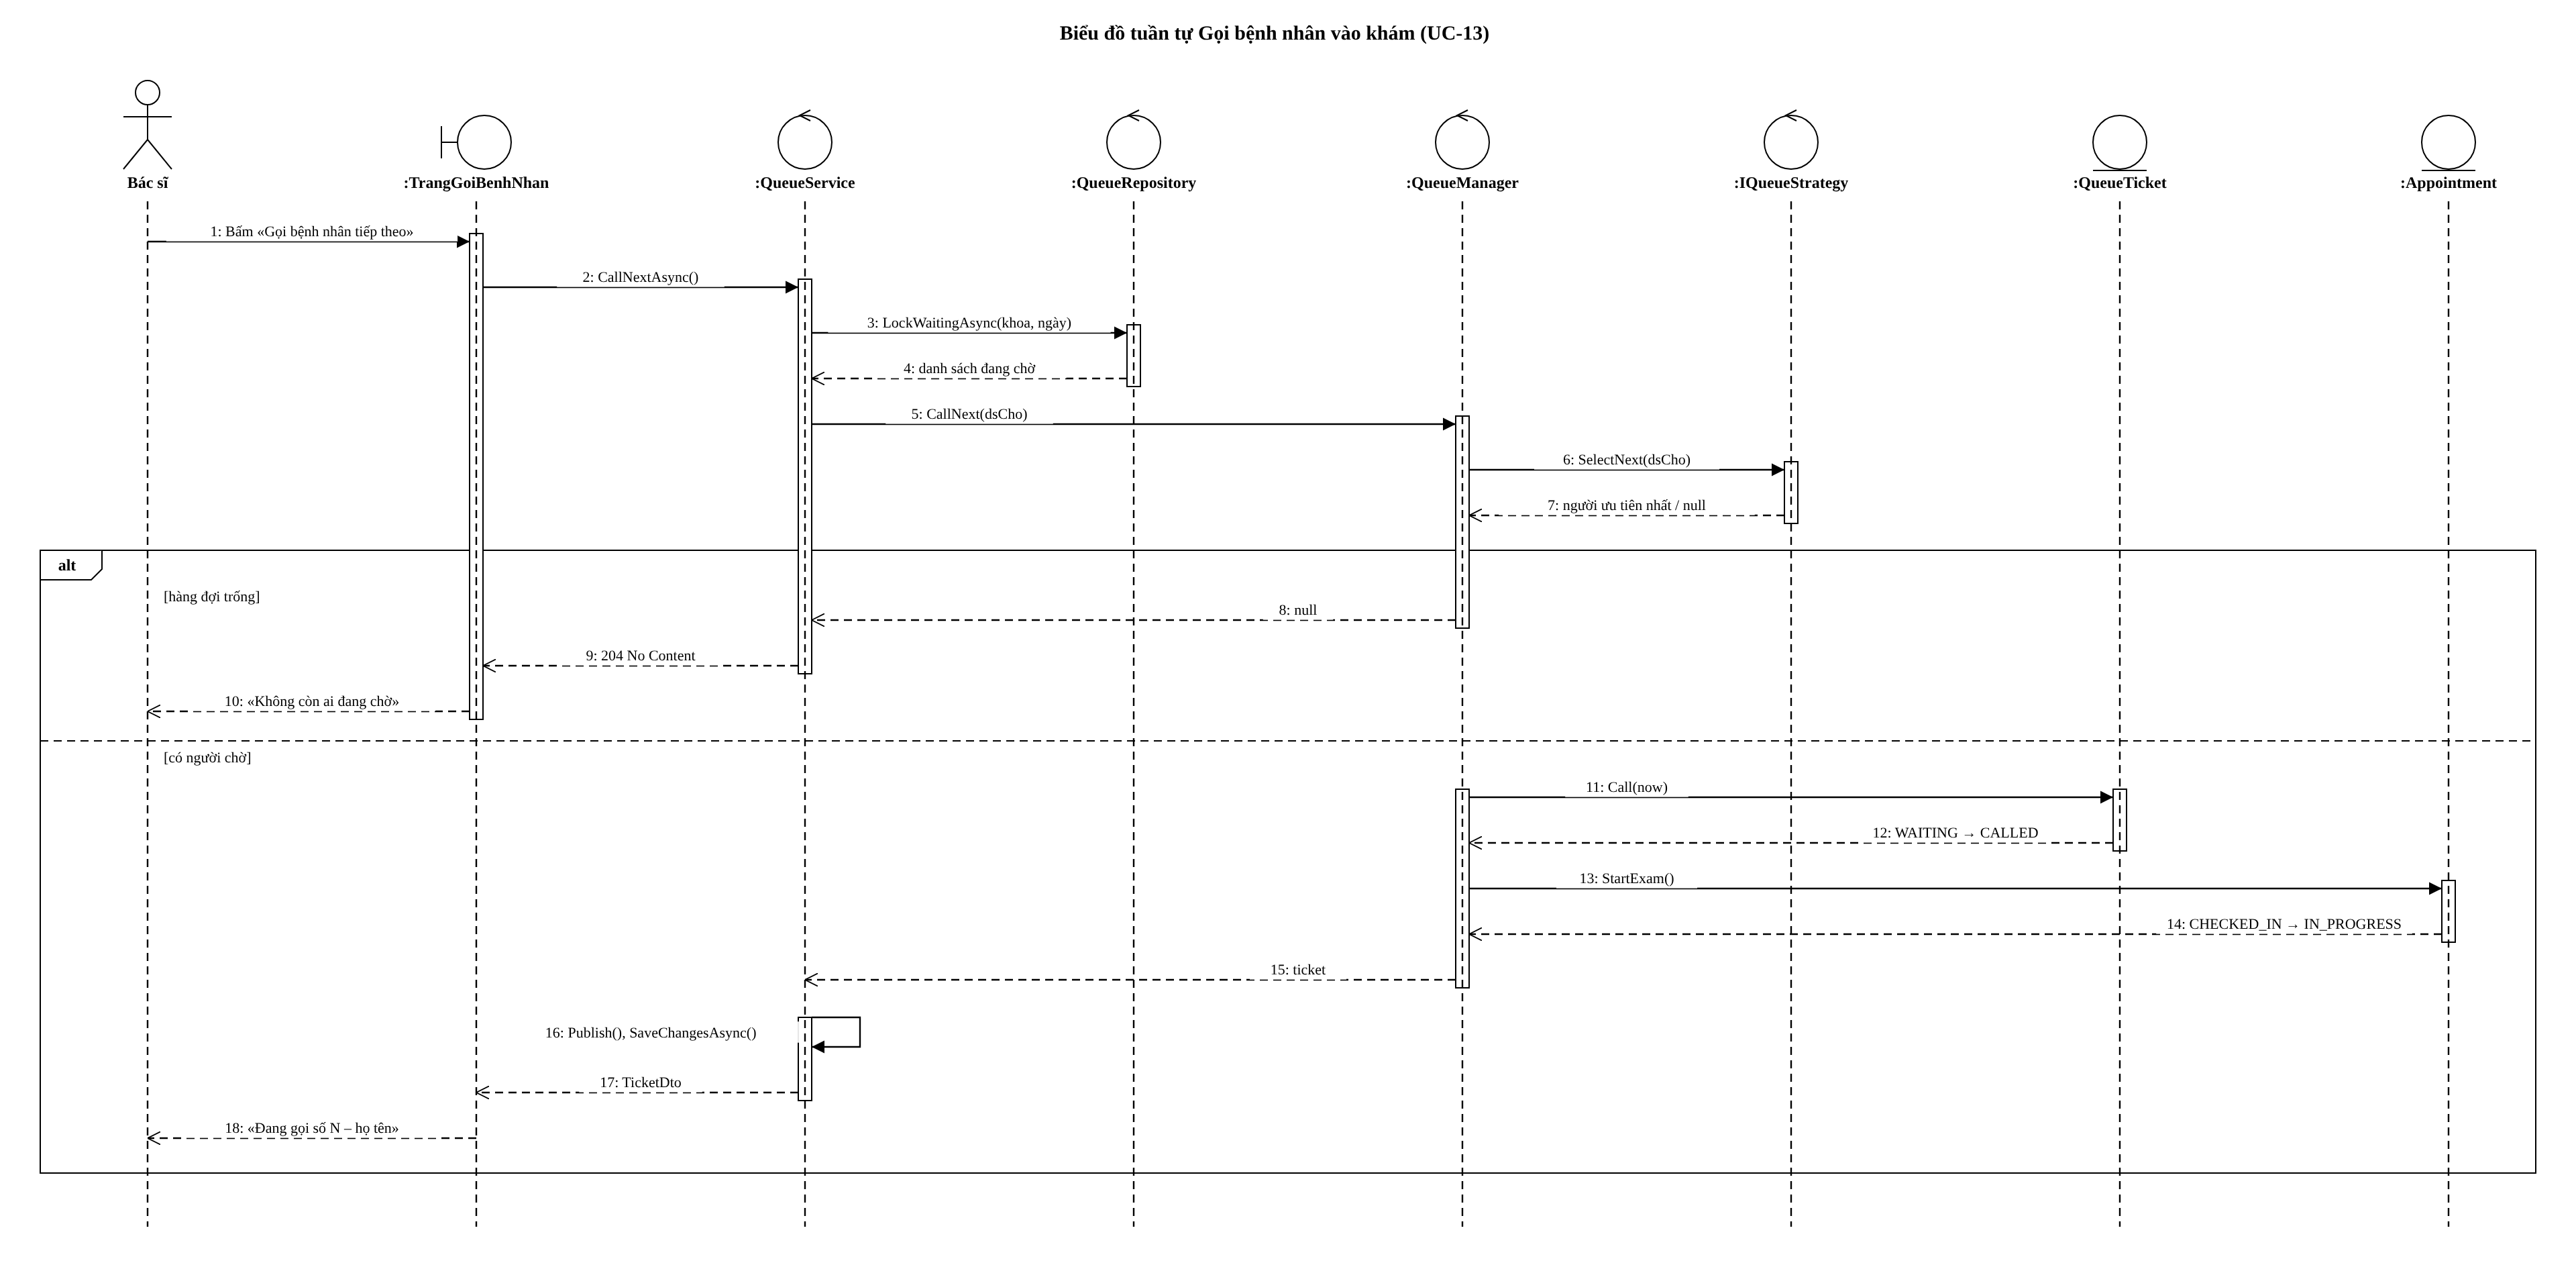 Biểu đồ tuần tự Gọi bệnh nhân vào khám (UC-13)
Bác sĩ
:TrangGoiBenhNhan
:QueueService
:QueueRepository
:QueueManager
:IQueueStrategy
:QueueTicket
:Appointment
1: Bấm «Gọi bệnh nhân tiếp theo»
2: CallNextAsync()
3: LockWaitingAsync(khoa, ngày)
4: danh sách đang chờ
5: CallNext(dsCho)
6: SelectNext(dsCho)
7: người ưu tiên nhất / null
alt
[hàng đợi trống]
8: null
9: 204 No Content
10: «Không còn ai đang chờ»
[có người chờ]
11: Call(now)
12: WAITING → CALLED
13: StartExam()
14: CHECKED_IN → IN_PROGRESS
15: ticket
16: Publish(), SaveChangesAsync()
17: TicketDto
18: «Đang gọi số N – họ tên»